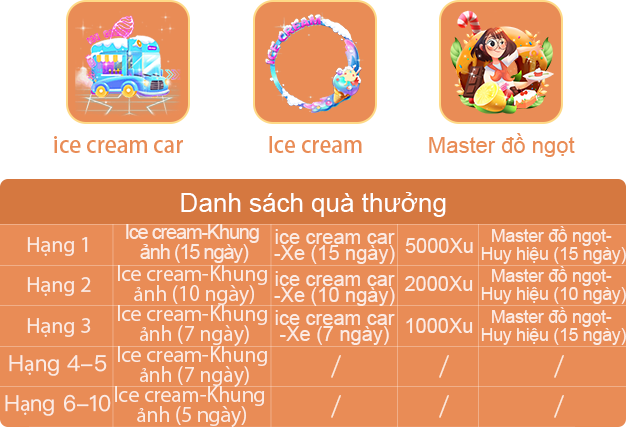 ice cream car
Ice cream
Master đồ ngọt
Danh sách quà thưởng
Hạng 1
Ice cream-Khung
ảnh (15 ngày)
ice cream car
-Xe (15 ngày)
5000Xu
Master đồ ngọt-
Huy hiệu (15 ngày)
Hạng 2
Ice cream-Khung
ảnh (10 ngày)
ice cream car
-Xe (10 ngày)
2000Xu
Master đồ ngọt-
Huy hiệu (10 ngày)
Hạng 3
Ice cream-Khung
ảnh (7 ngày)
ice cream car
-Xe (7 ngày)
1000Xu
Master đồ ngọt-
Huy hiệu (15 ngày)
Hạng 4–5
Ice cream-Khung
ảnh (7 ngày)
/
/
/
Hạng 6–10
Ice cream-Khung
ảnh (5 ngày)
/
/
/